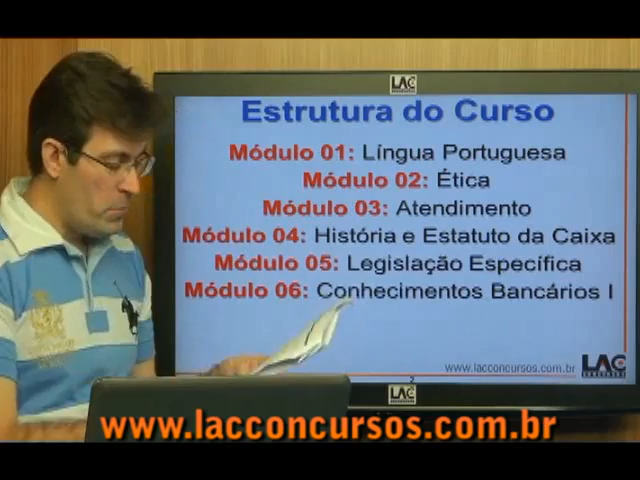 LAC
Estrutura do Curso
Módulo 01: Língua Portuguesa
Módulo 02: Ética
Módulo 03: Atendimento
Módulo 04: História e Estatuto da Caixa
Módulo 05: Legislação Específica
Módulo 06: Conhecimentos Bancários I
www.lacconcursos.com.br
LAC
CONCURSOS
2
LAC
www.lacconcursos.com.br